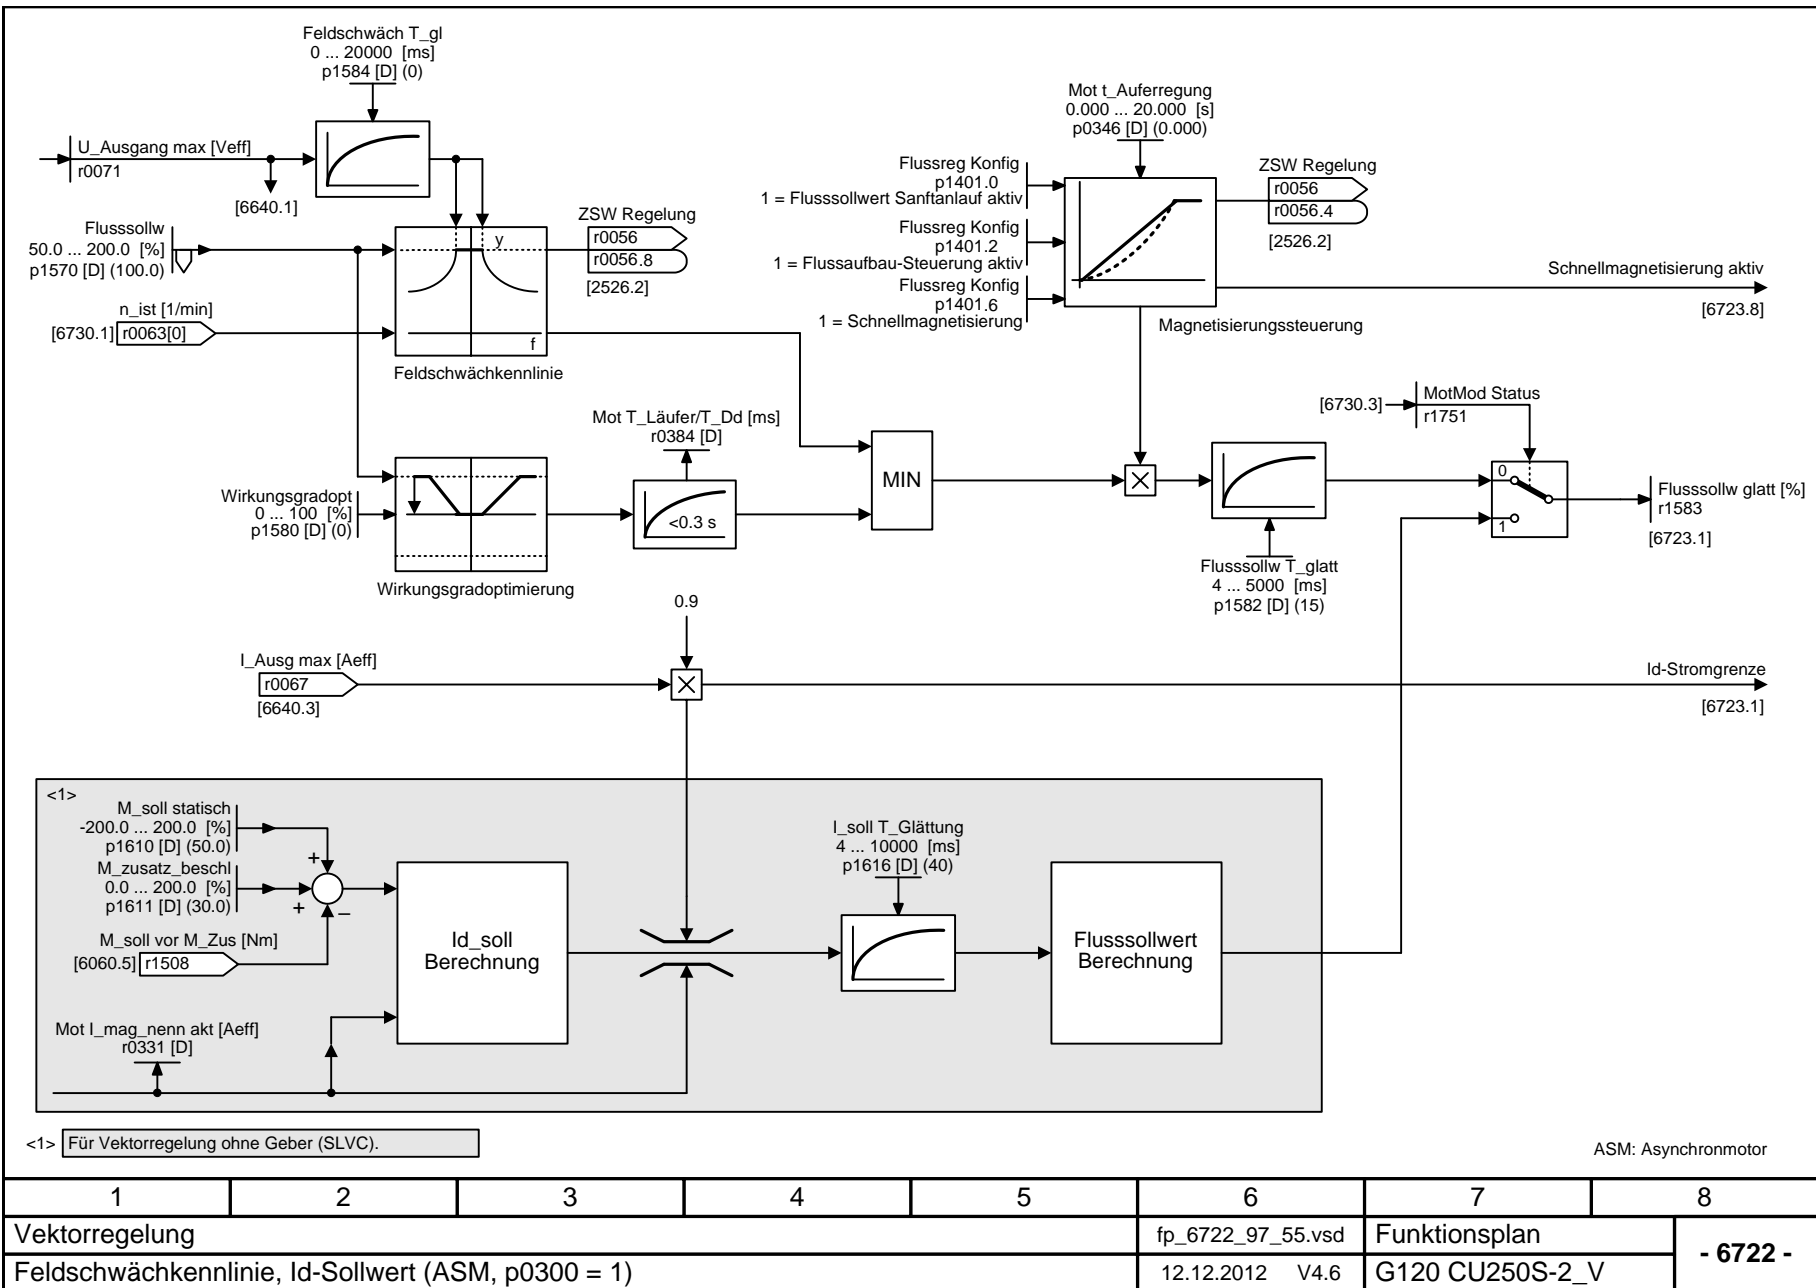 Feldschwäch T_gl
0 ... 20000 [ms]
p1584 [D] (0)
U_Ausgang max [Veff]
r0071
[6640.1]
Flusssollw
50.0 ... 200.0 [%]
p1570 [D] (100.0)
n_ist [1/min]
[6730.1] r0063[0]
y
f
Feldschwächkennlinie
ZSW Regelung
r0056
r0056.8
[2526.2]
Mot t_Auferregung
0.000 ... 20.000 [s]
p0346 [D] (0.000)
Flussreg Konfig
p1401.0
1 = Flusssollwert Sanftanlauf aktiv
Flussreg Konfig
p1401.2
1 = Flussaufbau-Steuerung aktiv
Flussreg Konfig
p1401.6
1 = Schnellmagnetisierung
Magnetisierungssteuerung
ZSW Regelung
r0056
r0056.4
[2526.2]
Schnellmagnetisierung aktiv
[6723.8]
Wirkungsgradopt
0 ... 100 [%]
p1580 [D] (0)
Wirkungsgradoptimierung
Mot T_Läufer/T_Dd [ms]
r0384 [D]
<0.3 s
MIN
[6730.3]
MotMod Status
r1751
0
1
Flusssollw T_glatt
4 ... 5000 [ms]
p1582 [D] (15)
Flusssollw glatt [%]
r1583
[6723.1]
0.9
I_Ausg max [Aeff]
r0067
[6640.3]
Id-Stromgrenze
[6723.1]
<1>
M_soll statisch
-200.0 ... 200.0 [%]
p1610 [D] (50.0)
M_zusatz_beschl
0.0 ... 200.0 [%]
p1611 [D] (30.0)
+
+
–
M_soll vor M_Zus [Nm]
[6060.5] r1508
Mot I_mag_nenn akt [Aeff]
r0331 [D]
Id_soll
Berechnung
I_soll T_Glättung
4 ... 10000 [ms]
p1616 [D] (40)
Flusssollwert
Berechnung
<1> Für Vektorregelung ohne Geber (SLVC).
ASM: Asynchronmotor
1 2 3 4 5 6 7 8
Vektorregelung
fp_6722_97_55.vsd
Funktionsplan
- 6722 -
Feldschwächkennlinie, Id-Sollwert (ASM, p0300 = 1)
12.12.2012 V4.6
G120 CU250S-2_V